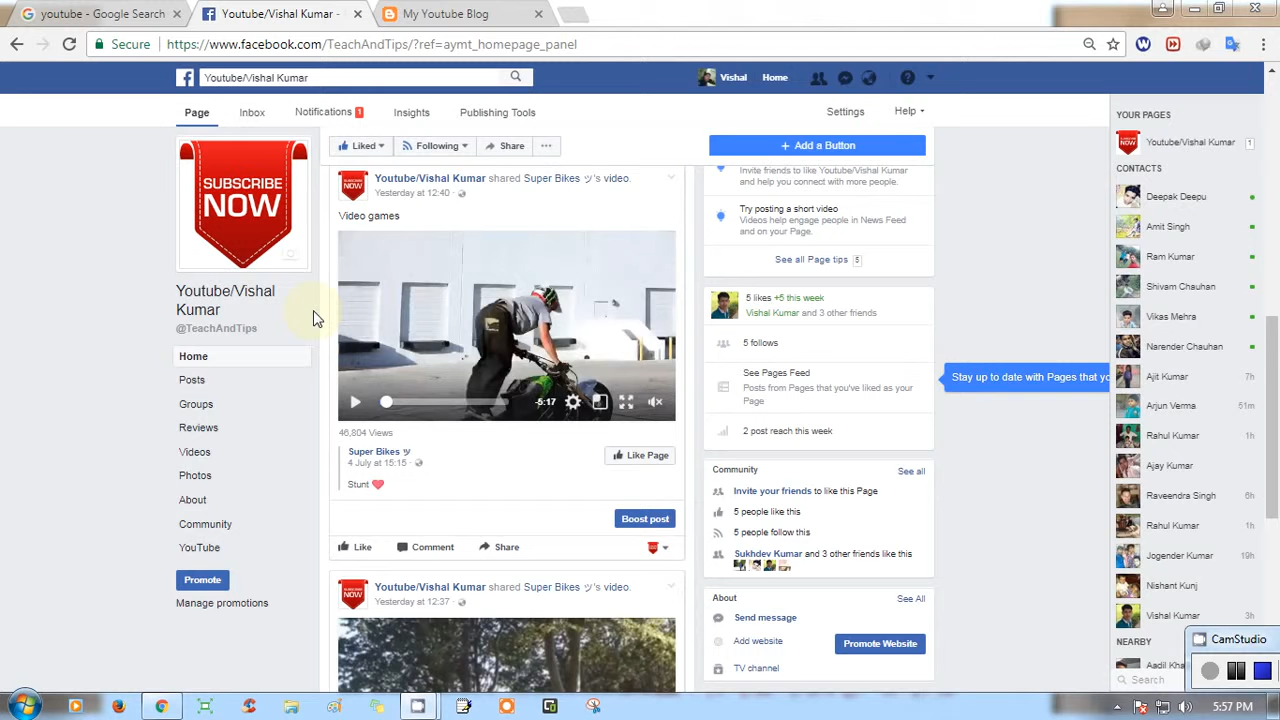 youtube - Google Search
Youtube/Vishal Kumar -
My Youtube Blog
Secure
https://www.facebook.com/TeachAndTips/?ref=aymt_homepage_panel
Youtube/Vishal Kumar
Vishal
Home
Page
Inbox
Notifications 1
Insights
Publishing Tools
Settings
Help
SUBSCRIBE
NOW
Youtube/Vishal
Kumar
@TeachAndTips
Home
Posts
Groups
Reviews
Videos
Photos
About
Community
YouTube
Promote
Manage promotions
Liked
Following
Share
Add a Button
Youtube/Vishal Kumar shared Super Bikes ツ's video.
Yesterday at 12:40
Video games
-5:17
46,804 Views
Super Bikes ツ
4 July at 15:15
Stunt
Like Page
Boost post
Like
Comment
Share
Youtube/Vishal Kumar shared Super Bikes ツ's video.
Yesterday at 12:37
Invite friends to like Youtube/Vishal Kumar
and help you connect with more people.
Try posting a short video
Videos help engage people in News Feed
and on your Page.
See all Page tips 5
5 likes +5 this week
Vishal Kumar and 3 other friends
5 follows
See Pages Feed
Posts from Pages that you've liked as your
Page
2 post reach this week
Stay up to date with Pages that yo
Community
See all
Invite your friends to like this Page
5 people like this
5 people follow this
Sukhdev Kumar and 3 other friends like this
About
See All
Send message
Add website
Promote Website
TV channel
YOUR PAGES
Youtube/Vishal Kumar 1
CONTACTS
Deepak Deepu
Amit Singh
Ram Kumar
Shivam Chauhan
Vikas Mehra
Narender Chauhan
Ajit Kumar 7h
Arjun Verma 51m
Rahul Kumar 1h
Ajay Kumar
Raveendra Singh 6h
Rahul Kumar 1h
Jogender Kumar 19h
Nishant Kunj
Vishal Kumar 3h
NEARBY
Aadil Kha
Search
CamStudio
5:57 PM